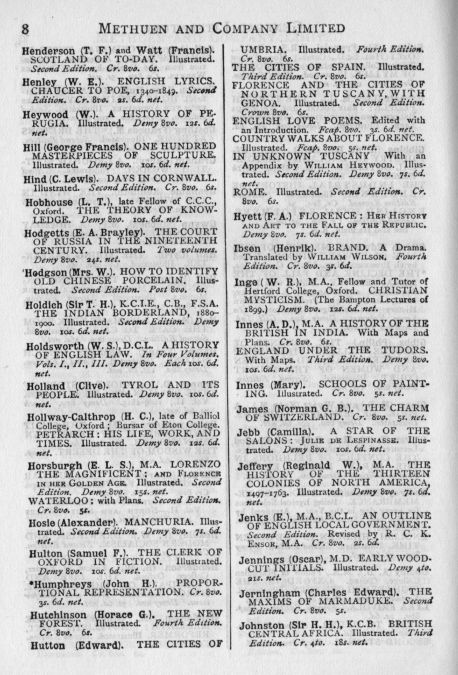 8 METHUEN AND COMPANY LIMITED
Henderson (T. F.) and Watt (Francis).
SCOTLAND OF TO-DAY. Illustrated.
Second Edition. Cr. 8vo. 6s.
Henley (W. E.). ENGLISH LYRICS.
CHAUCER TO POE, 1340-1849. Second
Edition. Cr. 8vo. 2s. 6d. net.
Heywood (W.). A HISTORY OF PE-
RUGIA. Illustrated. Demy 8vo. 12s. 6d.
net.
Hill (George Francis). ONE HUNDRED
MASTERPIECES OF SCULPTURE.
Illustrated. Demy 8vo. 10s. 6d. net.
Hind (C. Lewis). DAYS IN CORNWALL.
Illustrated. Second Edition. Cr. 8vo. 6s.
Hobhouse (L. T.), late Fellow of C.C.C.,
Oxford. THE THEORY OF KNOW-
LEDGE. Demy 8vo. 10s. 6d. net.
Hodgetts (E. A. Brayley). THE COURT
OF RUSSIA IN THE NINETEENTH
CENTURY. Illustrated. Two volumes.
Demy 8vo. 24s. net.
Hodgson (Mrs. W.). HOW TO IDENTIFY
OLD CHINESE PORCELAIN. Illus-
trated. Second Edition. Post 8vo. 6s.
Holdich (Sir T. H.), K.C.I.E., C.B., F.S.A.
THE INDIAN BORDERLAND, 1880-
1900. Illustrated. Second Edition. Demy
8vo. 10s. 6d. net.
Holdsworth (W. S.), D.C.L. A HISTORY
OF ENGLISH LAW. In Four Volumes.
Vols. I., II., III. Demy 8vo. Each 10s. 6d.
net.
Holland (Clive). TYROL AND ITS
PEOPLE. Illustrated. Demy 8vo. 10s. 6d.
net.
Hollway-Calthrop (H. C.), late of Balliol
College, Oxford; Bursar of Eton College.
PETRARCH: HIS LIFE, WORK, AND
TIMES. Illustrated. Demy 8vo. 12s. 6d.
net.
Horsburgh (E. L. S.), M.A. LORENZO
THE MAGNIFICENT: AND FLORENCE
IN HER GOLDEN AGE. Illustrated. Second
Edition. Demy 8vo. 15s. net.
WATERLOO: with Plans. Second Edition.
Cr. 8vo. 5s.
Hosie (Alexander). MANCHURIA. Illus-
trated. Second Edition. Demy 8vo. 7s. 6d.
net.
Hulton (Samuel F.). THE CLERK OF
OXFORD IN FICTION. Illustrated.
Demy 8vo. 10s. 6d. net.
*Humphreys (John H.). PROPOR-
TIONAL REPRESENTATION. Cr. 8vo.
3s. 6d. net.
Hutchinson (Horace G.). THE NEW
FOREST. Illustrated. Fourth Edition.
Cr. 8vo. 6s.
Hutton (Edward). THE CITIES OF
UMBRIA. Illustrated. Fourth Edition.
Cr. 8vo. 6s.
THE CITIES OF SPAIN. Illustrated.
Third Edition. Cr. 8vo. 6s.
FLORENCE AND THE CITIES OF
NORTHERN TUSCANY, WITH
GENOA. Illustrated. Second Edition.
Crown 8vo. 6s.
ENGLISH LOVE POEMS. Edited with
an Introduction. Fcap. 8vo. 3s. 6d. net.
COUNTRY WALKS ABOUT FLORENCE.
Illustrated. Fcap. 8vo. 5s. net.
IN UNKNOWN TUSCANY With an
Appendix by WILLIAM HEYWOOD. Illus-
trated. Second Edition. Demy 8vo. 7s. 6d.
net.
ROME. Illustrated. Second Edition. Cr.
8vo. 6s.
Hyett (F. A.) FLORENCE: HER HISTORY
AND ART TO THE FALL OF THE REPUBLIC.
Demy 8vo. 7s. 6d. net.
Ibsen (Henrik). BRAND. A Drama.
Translated by WILLIAM WILSON. Fourth
Edition. Cr. 8vo. 3s. 6d.
Inge (W. R.), M.A., Fellow and Tutor of
Hertford College, Oxford. CHRISTIAN
MYSTICISM. (The Bampton Lectures of
1899.) Demy 8vo. 12s. 6d. net.
Innes (A. D.), M.A. A HISTORY OF THE
BRITISH IN INDIA. With Maps and
Plans. Cr. 8vo. 6s.
ENGLAND UNDER THE TUDORS.
With Maps. Third Edition. Demy 8vo.
10s. 6d. net.
Innes (Mary). SCHOOLS OF PAINT-
ING. Illustrated. Cr. 8vo. 5s. net.
James (Norman G. B.). THE CHARM
OF SWITZERLAND. Cr. 8vo. 5s. net.
Jebb (Camilla). A STAR OF THE
SALONS: JULIE DE LESPINASSE. Illus-
trated. Demy 8vo. 10s. 6d. net.
Jeffery (Reginald W.), M.A. THE
HISTORY OF THE THIRTEEN
COLONIES OF NORTH AMERICA,
1497-1763. Illustrated. Demy 8vo. 7s. 6d.
net.
Jenks (E.), M.A., B.C.L. AN OUTLINE
OF ENGLISH LOCAL GOVERNMENT.
Second Edition. Revised by R. C. K.
ENSOR, M.A. Cr. 8vo. 2s. 6d.
Jennings (Oscar), M.D. EARLY WOOD-
CUT INITIALS. Illustrated. Demy 4to.
21s. net.
Jerningham (Charles Edward). THE
MAXIMS OF MARMADUKE. Second
Edition. Cr. 8vo. 5s.
Johnston (Sir H. H.), K.C.B. BRITISH
CENTRAL AFRICA. Illustrated. Third
Edition. Cr. 4to. 18s. net.